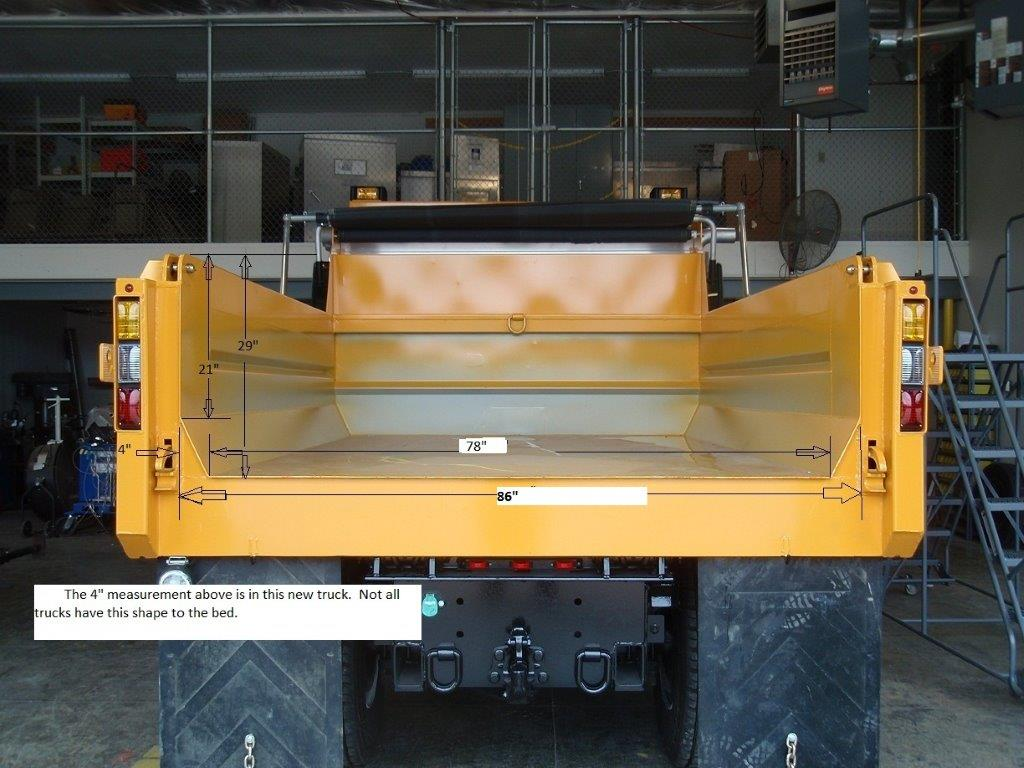 29"
21"
4"
78"
86"
The 4" measurement above is in this new truck. Not all
trucks have this shape to the bed.